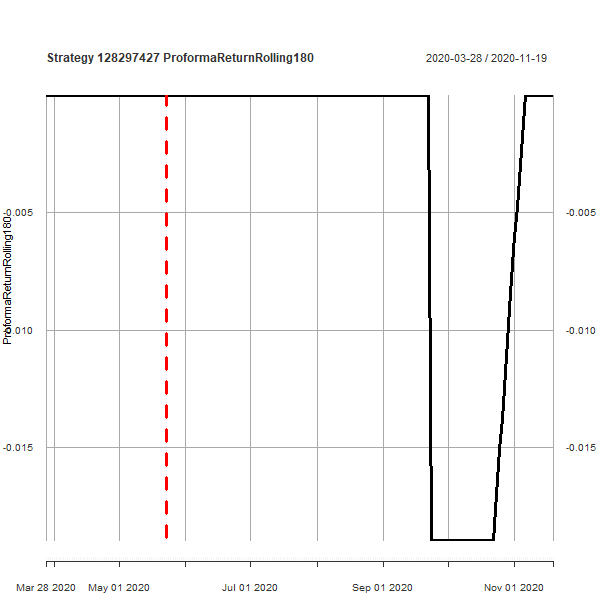 Strategy 128297427 ProformaReturnRolling180
2020-03-28 / 2020-11-19
-0.005 -0.005
ProformaReturnRolling180
-0.010 -0.010
-0.015 -0.015
Mar 28 2020 May 01 2020 Jul 01 2020 Sep 01 2020 Nov 01 2020